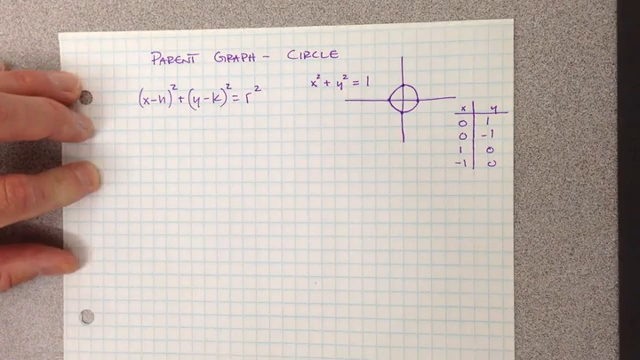 PARENT GRAPH - CIRCLE
(x-h)² + (y-k)² = r²
x² + y² = 1
x y
0 1
0 -1
1 0
-1 0